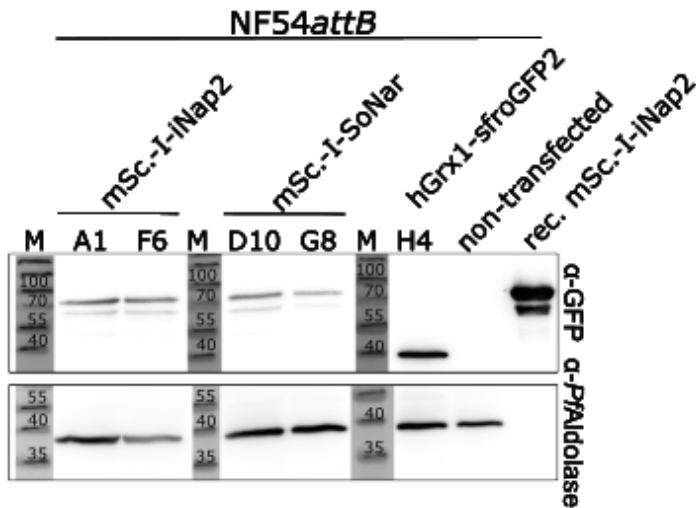 NF54attB
mSc.-I-iNap2
mSc.-I-SoNar
hGrx1-sfroGFP2
non-transfected
rec. mSc.-I-iNap2
M A1 F6 M D10 G8 M H4
100 100 100
70 70 70
55 55 55
40 40 40
α-GFP
55 55
40 40 40
35 35 35
α-PfAldolase